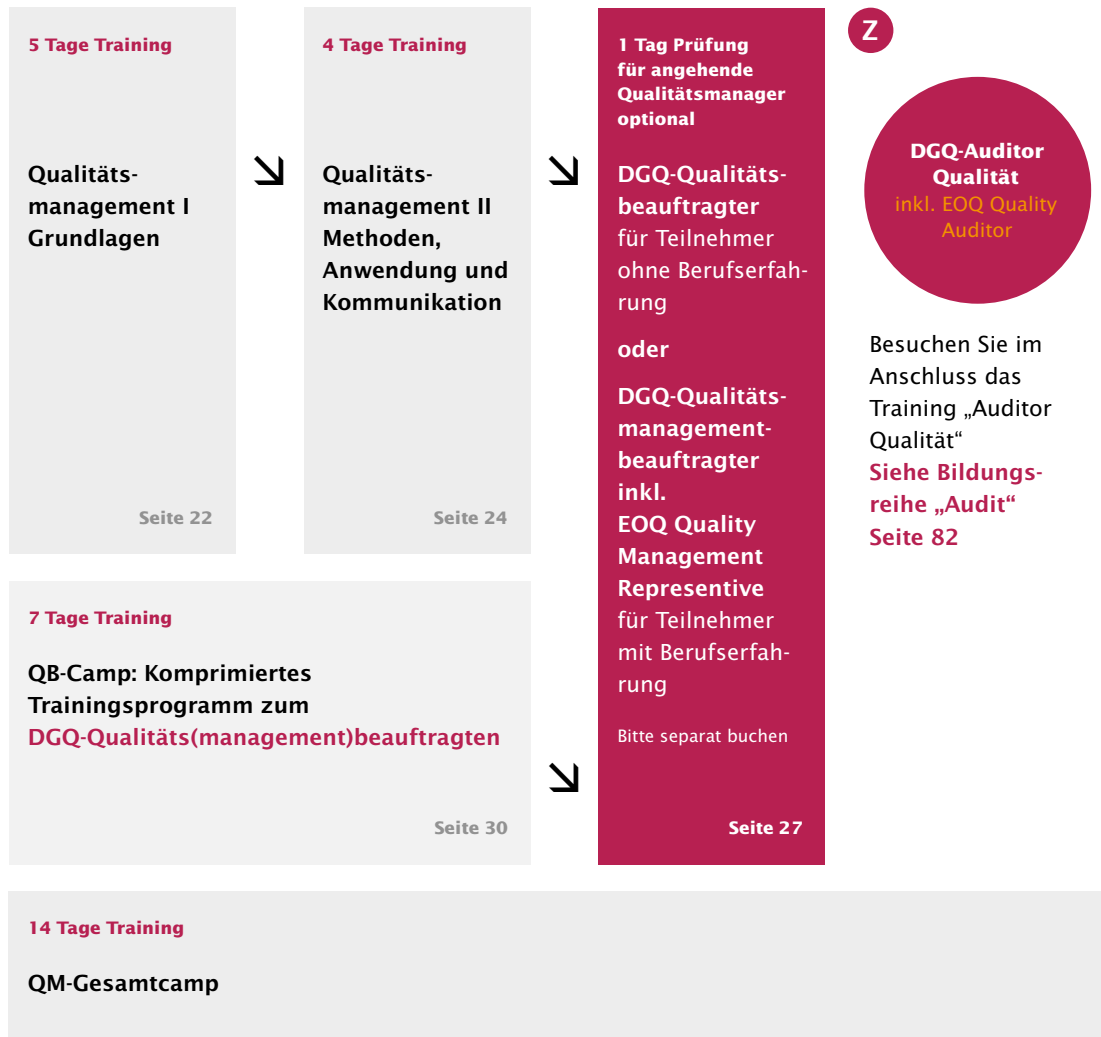 5 Tage Training
Qualitäts-
management I
Grundlagen
Seite 22
4 Tage Training
Qualitäts-
management II
Methoden,
Anwendung und
Kommunikation
Seite 24
1 Tag Prüfung
für angehende
Qualitätsmanager
optional
DGQ-Qualitäts-
beauftragter
für Teilnehmer
ohne Berufserfah-
rung
oder
DGQ-Qualitäts-
management-
beauftragter
inkl.
EOQ Quality
Management
Representive
für Teilnehmer
mit Berufserfah-
rung
Bitte separat buchen
Seite 27
Z
DGQ-Auditor
Qualität
inkl. EOQ Quality
Auditor
Besuchen Sie im
Anschluss das
Training „Auditor
Qualität“
Siehe Bildungs-
reihe „Audit“
Seite 82
7 Tage Training
QB-Camp: Komprimiertes
Trainingsprogramm zum
DGQ-Qualitäts(management)beauftragten
Seite 30
14 Tage Training
QM-Gesamtcamp